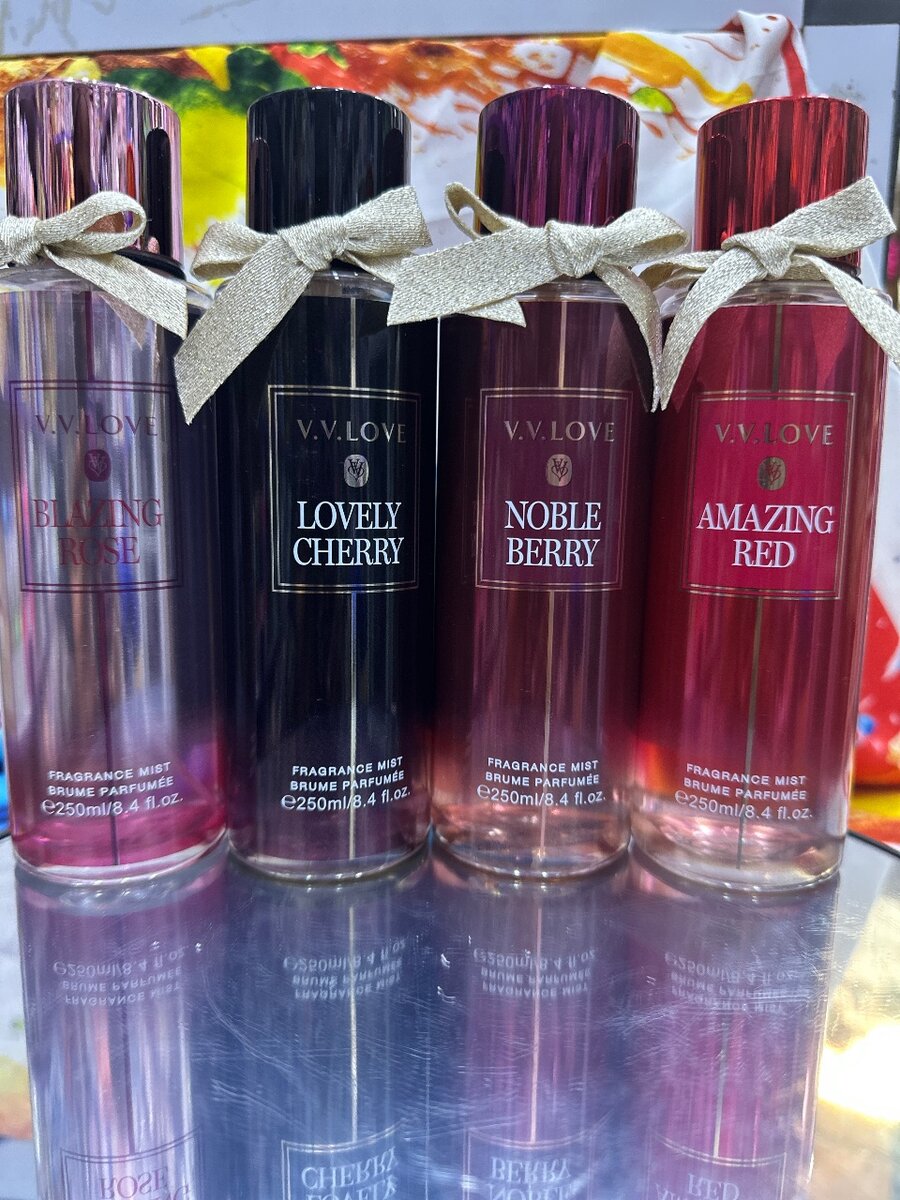 V.V.LOVE
BLAZING
ROSE
FRAGRANCE MIST
BRUME PARFUMÉE
℮250ml/8.4 fl.oz.
V.V.LOVE
LOVELY
CHERRY
FRAGRANCE MIST
BRUME PARFUMÉE
℮250ml/8.4 fl.oz.
V.V.LOVE
NOBLE
BERRY
FRAGRANCE MIST
BRUME PARFUMÉE
℮250ml/8.4 fl.oz.
V.V.LOVE
AMAZING
RED
FRAGRANCE MIST
BRUME PARFUMÉE
℮250ml/8.4 fl.oz.